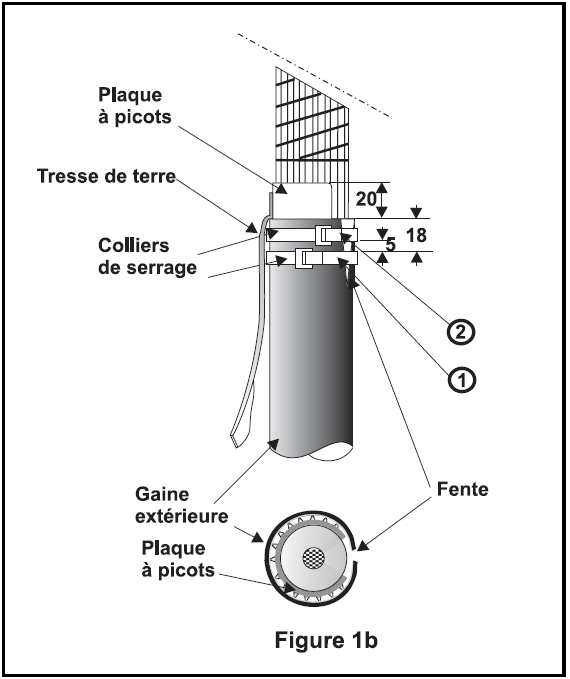 Plaque
à picots
Tresse de terre
20
18
5
Colliers
de serrage
2
1
Gaine
extérieure
Fente
Plaque
à picots
Figure 1b